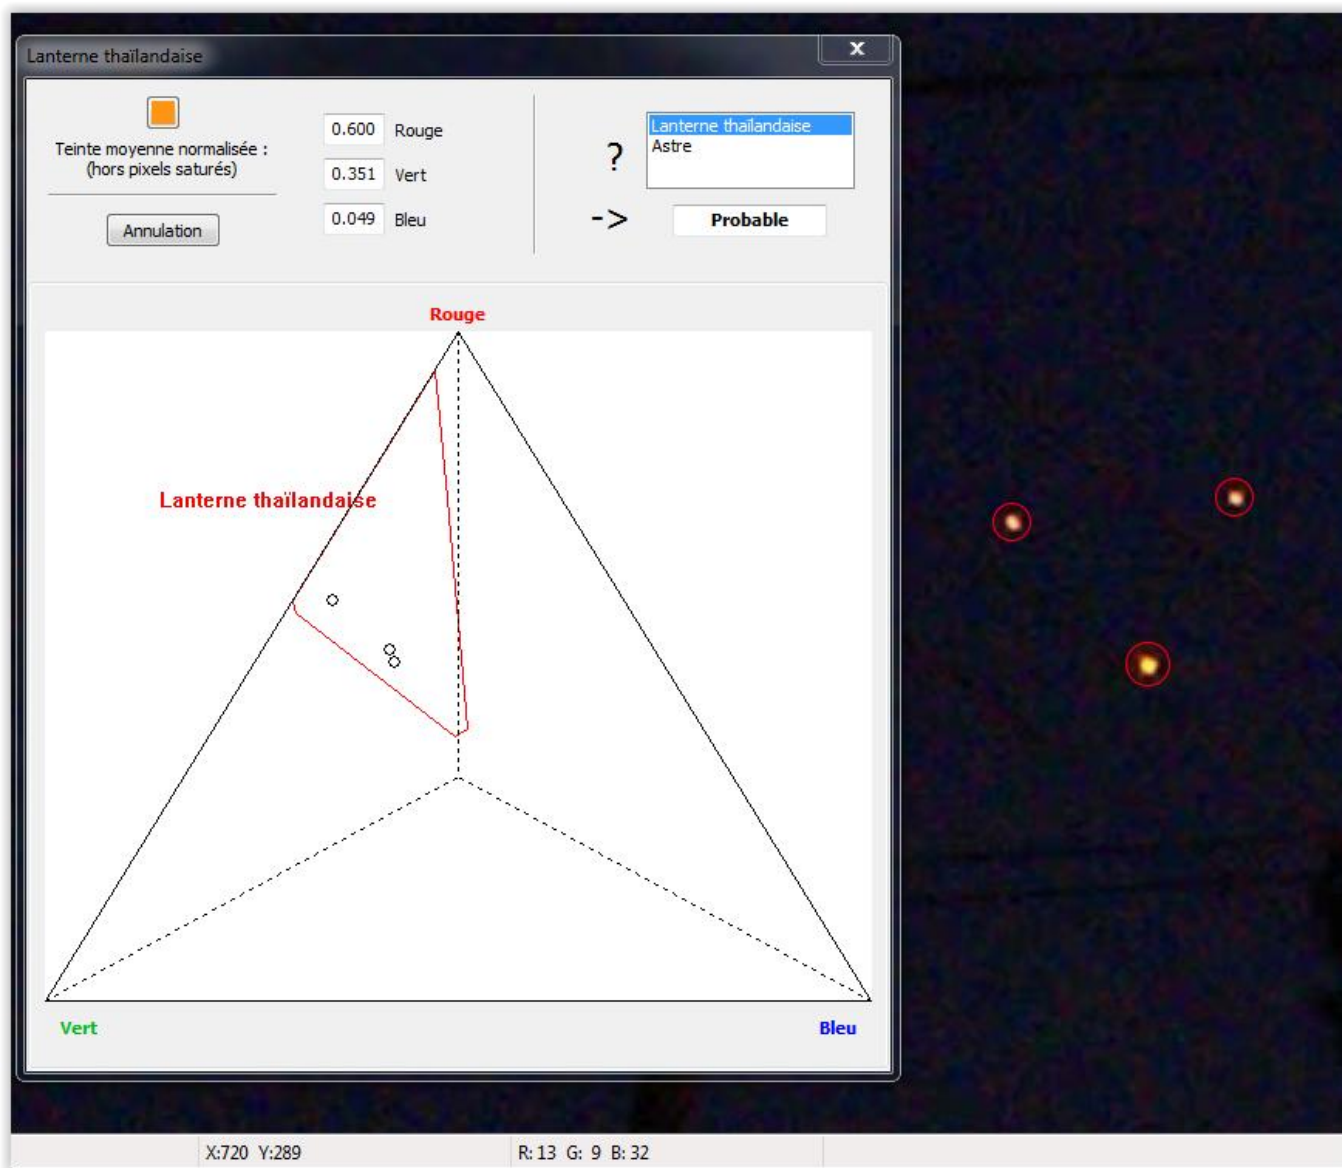 Lanterne thaïlandaise
x
Teinte moyenne normalisée :
(hors pixels saturés)
Annulation
0.600 Rouge
0.351 Vert
0.049 Bleu
?
Lanterne thaïlandaise
Astre
->
Probable
Rouge
Lanterne thaïlandaise
Vert
Bleu
X:720 Y:289
R: 13 G: 9 B: 32